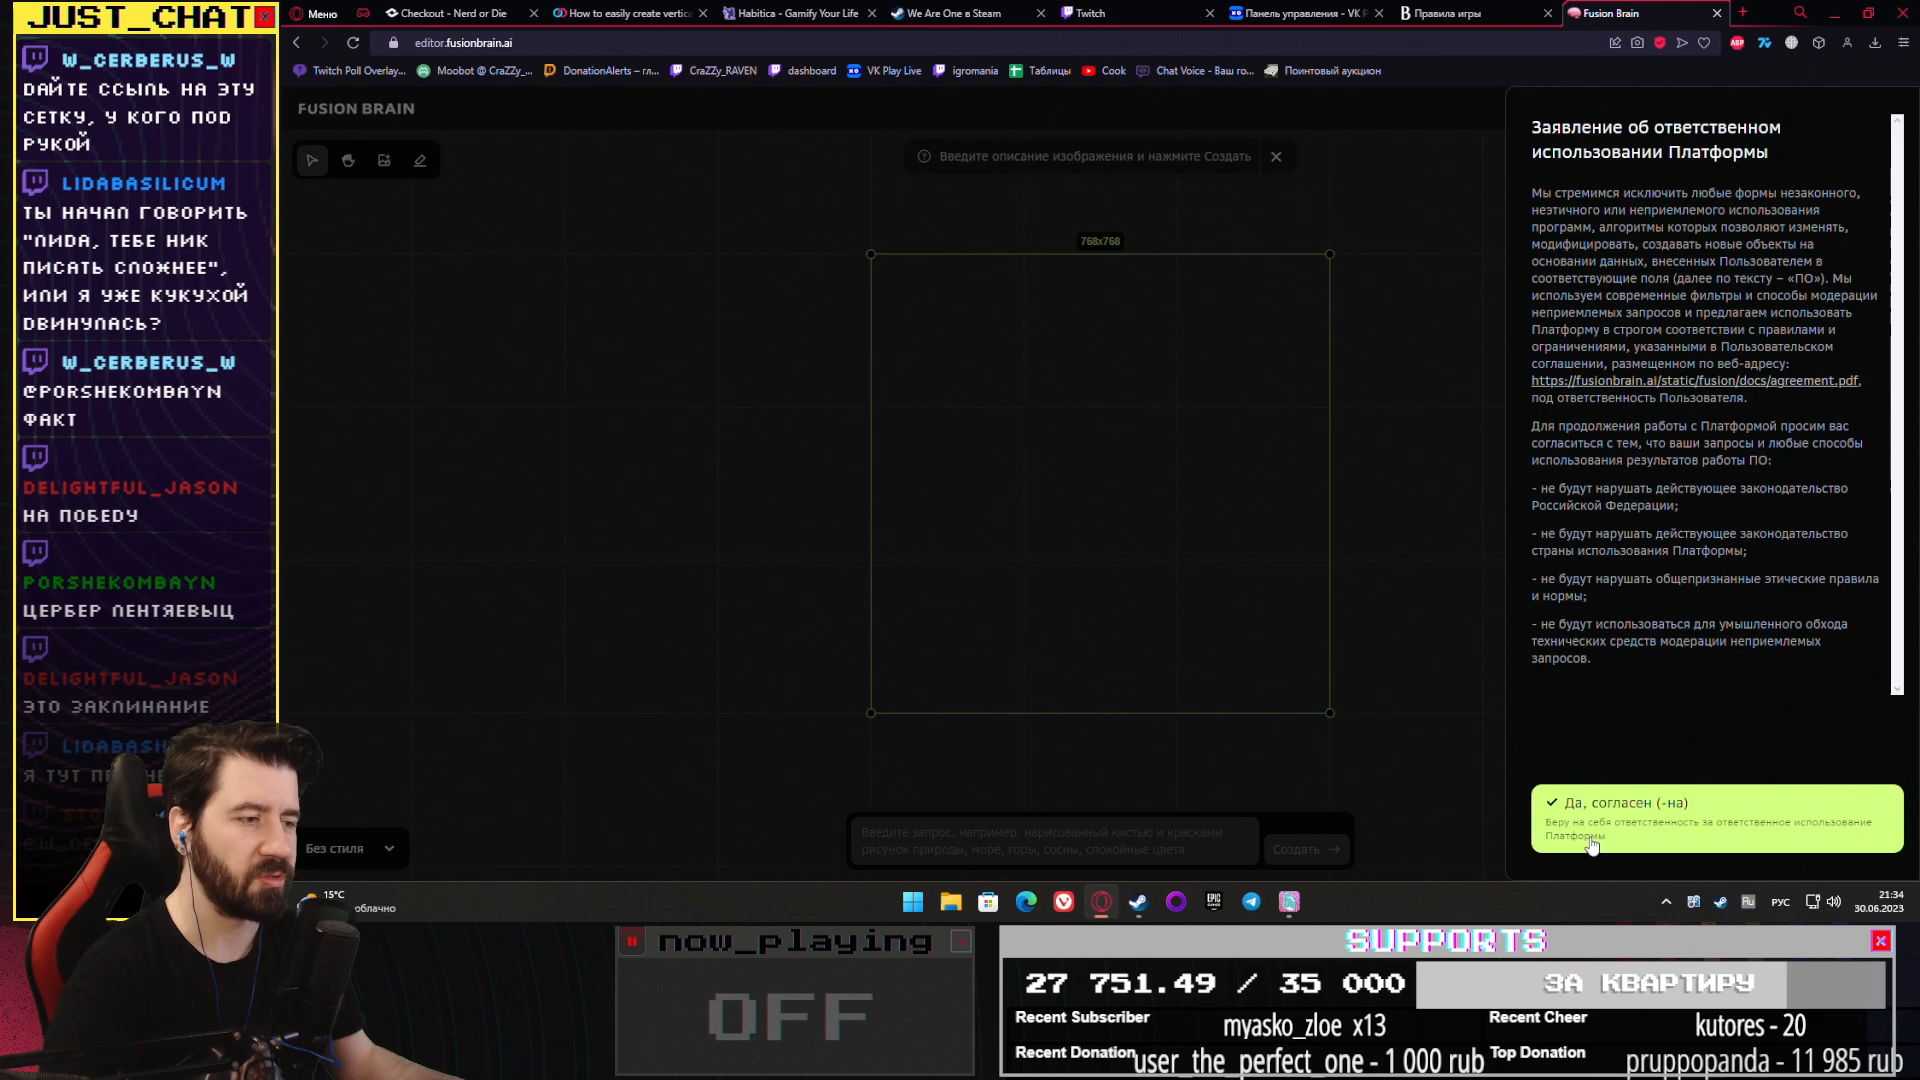 JUST_CHAT
W_CERBERUS_W
ДАЙТЕ ССЫЛЬ НА ЭТУ
СЕТКУ, У КОГО ПОД
РУКОЙ
LIDABASILICUM
ТЫ НАЧАЛ ГОВОРИТЬ
"ЛИДА, ТЕБЕ НИК
ПИСАТЬ СЛОЖНЕЕ",
ИЛИ Я УЖЕ КУКУХОЙ
ДВИНУЛАСЬ?
W_CERBERUS_W
@PORSHEKOMBAYN
ФАКТ
DELIGHTFUL_JASON
НА ПОБЕДУ
PORSHEKOMBAYN
ЦЕРБЕР ЛЕНТЯЕВЫЦ
DELIGHTFUL_JASON
ЭТО ЗАКЛИНАНИЕ
Я ТУТ
Меню
Checkout - Nerd or Die
How to easily create vertica
Habitica - Gamify Your Life
We Are One в Steam
Twitch
Панель управления - VK P
Правила игры
Fusion Brain
editor.fusionbrain.ai
Twitch Poll Overlay...
Moobot @ CraZZy_...
DonationAlerts – гл...
CraZZy_RAVEN
dashboard
VK Play Live
igromania
Таблицы
Cook
Chat Voice - Ваш го...
Поинтовый аукцион
FUSION BRAIN
Введите описание изображения и нажмите Создать
768x768
Введите запрос, например: нарисованный кистью и красками
рисунок природы, море, горы, сосны, спокойные цвета
Создать
Без стиля
Заявление об ответственном
использовании Платформы
Мы стремимся исключить любые формы незаконного,
неэтичного или неприемлемого использования
программ, алгоритмы которых позволяют изменять,
модифицировать, создавать новые объекты на
основании данных, внесенных Пользователем в
соответствующие поля (далее по тексту – «ПО»). Мы
используем современные фильтры и способы модерации
неприемлемых запросов и предлагаем использовать
Платформу в строгом соответствии с правилами и
ограничениями, указанными в Пользовательском
соглашении, размещенном по веб-адресу:
https://fusionbrain.ai/static/fusion/docs/agreement.pdf,
под ответственность Пользователя.
Для продолжения работы с Платформой просим вас
согласиться с тем, что ваши запросы и любые способы
использования результатов работы ПО:
- не будут нарушать действующее законодательство
Российской Федерации;
- не будут нарушать действующее законодательство
страны использования Платформы;
- не будут нарушать общепризнанные этические правила
и нормы;
- не будут использоваться для умышленного обхода
технических средств модерации неприемлемых
запросов.
Да, согласен (-на)
Беру на себя ответственность за ответственное использование
Платформы
15°C
облачно
РУС
21:34
30.06.2023
now_playing
OFF
SUPPORTS
27 751.49 / 35 000
ЗА КВАРТИРУ
Recent Subscriber
myasko_zloe x13
Recent Cheer
kutores - 20
Recent Donation
user_the_perfect_one - 1 000 rub
Top Donation
pruppopanda - 11 985 rub